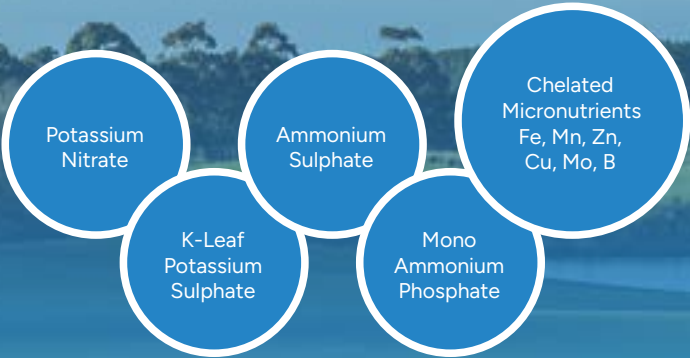 Potassium
Nitrate
K-Leaf
Potassium
Sulphate
Ammonium
Sulphate
Mono
Ammonium
Phosphate
Chelated
Micronutrients
Fe, Mn, Zn,
Cu, Mo, B